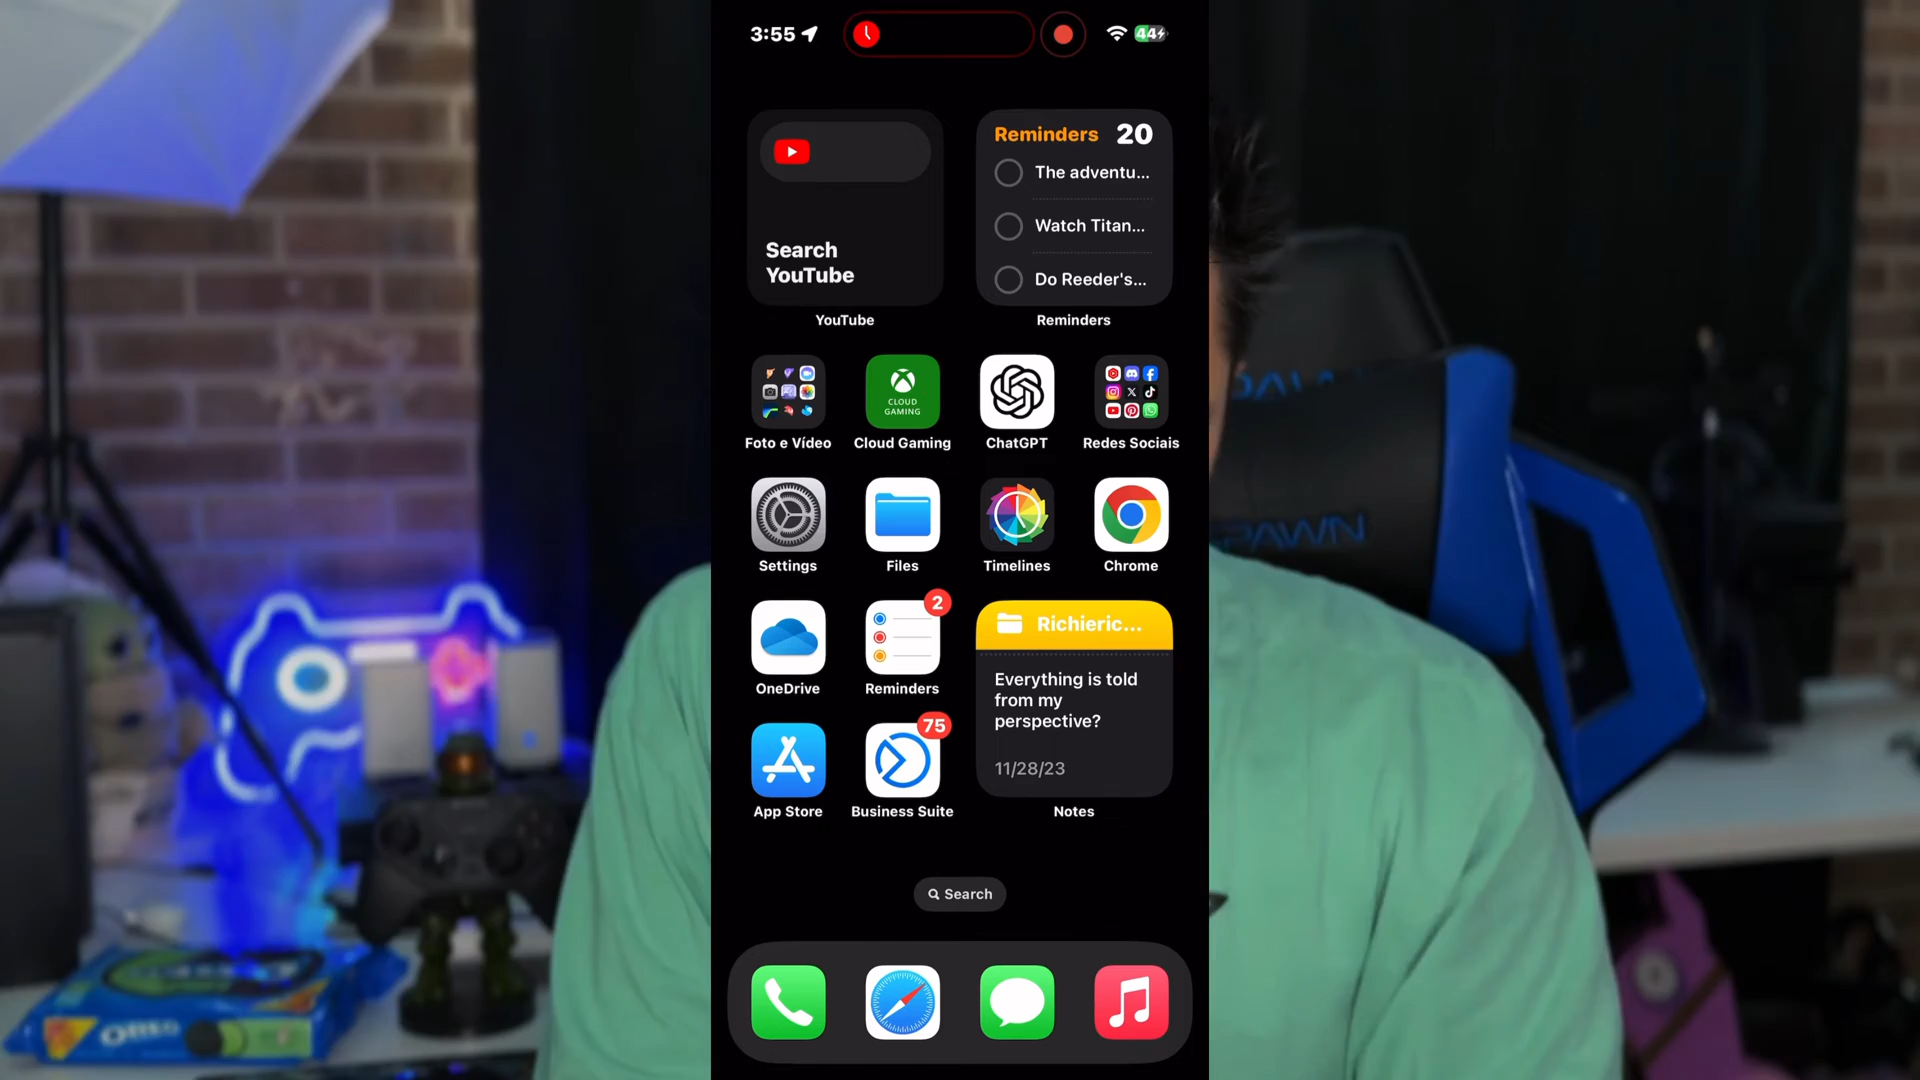 3:55
44
Reminders 20
The adventu...
Watch Titan...
Do Reeder's...
Search
YouTube
YouTube
Reminders
CLOUD
GAMING
Foto e Vídeo
Cloud Gaming
ChatGPT
Redes Sociais
Settings
Files
Timelines
Chrome
2
Richieric...
Everything is told
from my
perspective?
11/28/23
OneDrive
Reminders
75
App Store
Business Suite
Notes
Search
OREO
PAWN